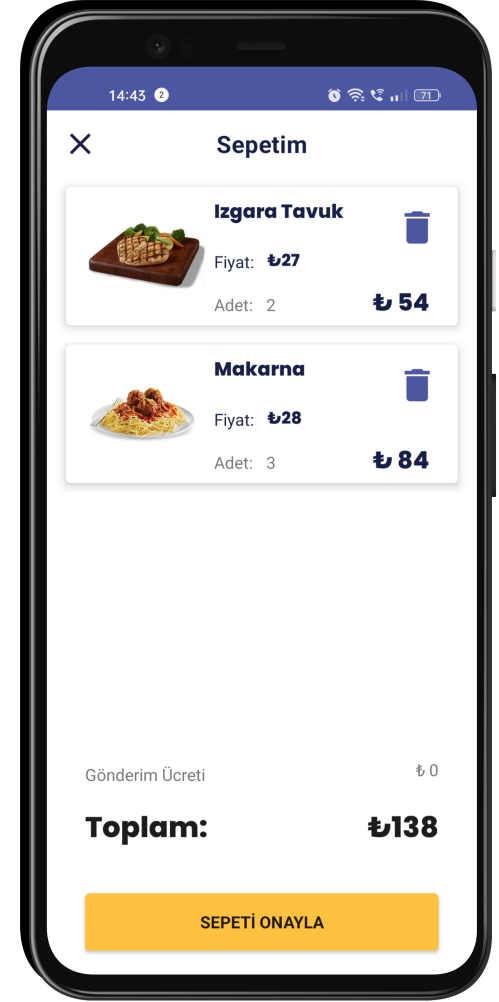 14:43 2
71
Sepetim
Izgara Tavuk
Fiyat: ₺27
Adet: 2 ₺ 54
Makarna
Fiyat: ₺28
Adet: 3 ₺ 84
Gönderim Ücreti ₺ 0
Toplam: ₺138
SEPETİ ONAYLA